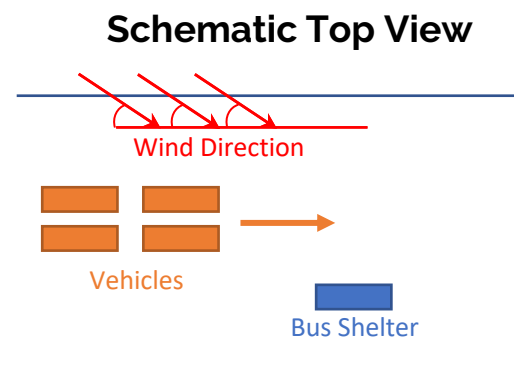 Schematic Top View
Wind Direction
Vehicles
Bus Shelter